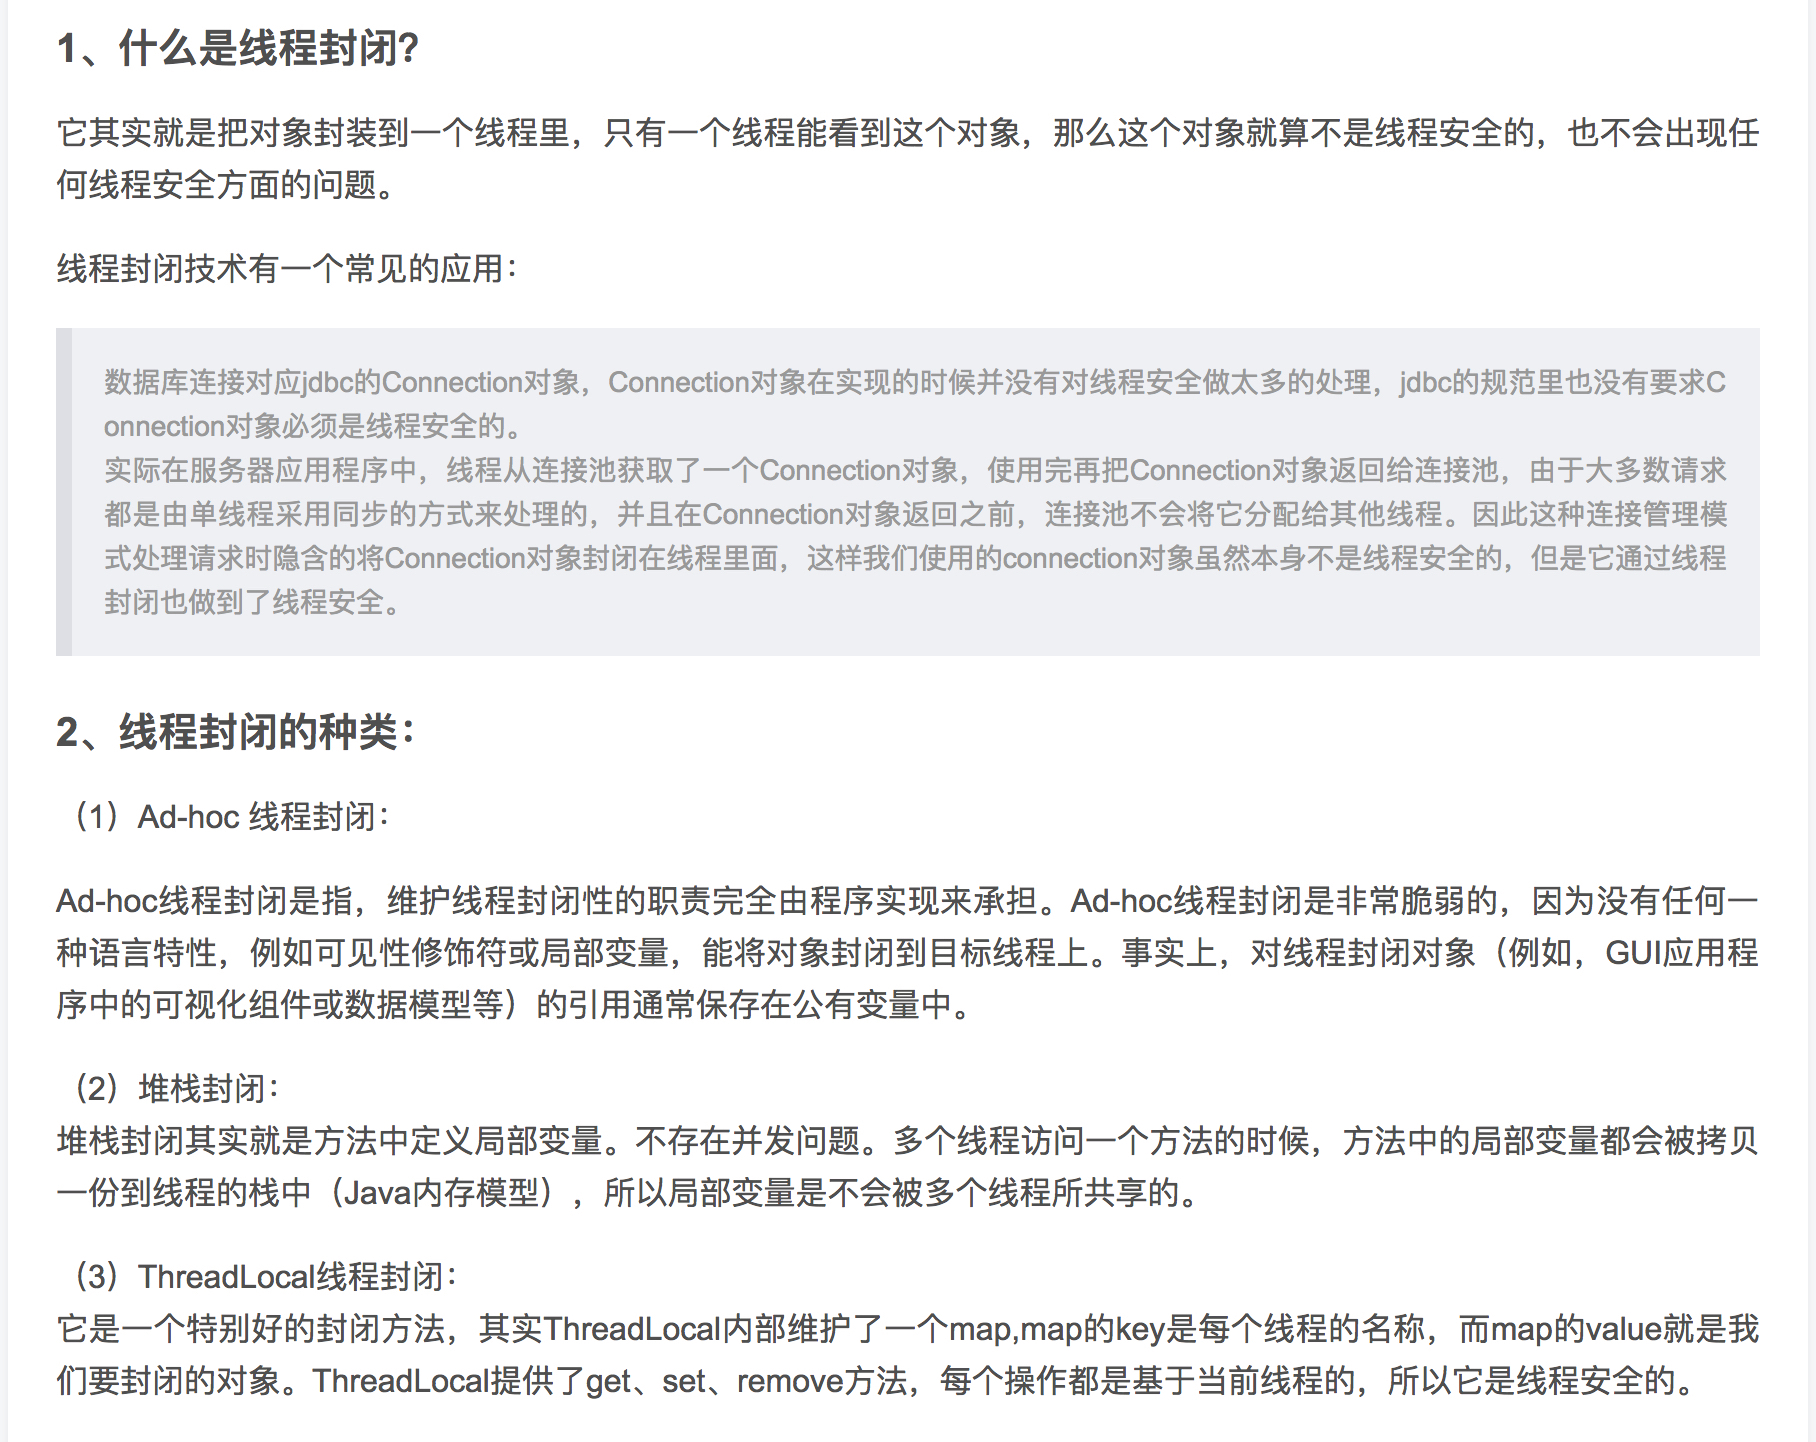 1、什么是线程封闭?
它其实就是把对象封装到一个线程里，只有一个线程能看到这个对象，那么这个对象就算不是线程安全的，也不会出现任
何线程安全方面的问题。
线程封闭技术有一个常见的应用：
数据库连接对应jdbc的Connection对象，Connection对象在实现的时候并没有对线程安全做太多的处理，jdbc的规范里也没有要求C
onnection对象必须是线程安全的。
实际在服务器应用程序中，线程从连接池获取了一个Connection对象，使用完再把Connection对象返回给连接池，由于大多数请求
都是由单线程采用同步的方式来处理的，并且在Connection对象返回之前，连接池不会将它分配给其他线程。因此这种连接管理模
式处理请求时隐含的将Connection对象封闭在线程里面，这样我们使用的connection对象虽然本身不是线程安全的，但是它通过线程
封闭也做到了线程安全。
2、线程封闭的种类：
（1）Ad-hoc 线程封闭：
Ad-hoc线程封闭是指，维护线程封闭性的职责完全由程序实现来承担。Ad-hoc线程封闭是非常脆弱的，因为没有任何一
种语言特性，例如可见性修饰符或局部变量，能将对象封闭到目标线程上。事实上，对线程封闭对象（例如，GUI应用程
序中的可视化组件或数据模型等）的引用通常保存在公有变量中。
（2）堆栈封闭：
堆栈封闭其实就是方法中定义局部变量。不存在并发问题。多个线程访问一个方法的时候，方法中的局部变量都会被拷贝
一份到线程的栈中（Java内存模型），所以局部变量是不会被多个线程所共享的。
（3）ThreadLocal线程封闭：
它是一个特别好的封闭方法，其实ThreadLocal内部维护了一个map,map的key是每个线程的名称，而map的value就是我
们要封闭的对象。ThreadLocal提供了get、set、remove方法，每个操作都是基于当前线程的，所以它是线程安全的。